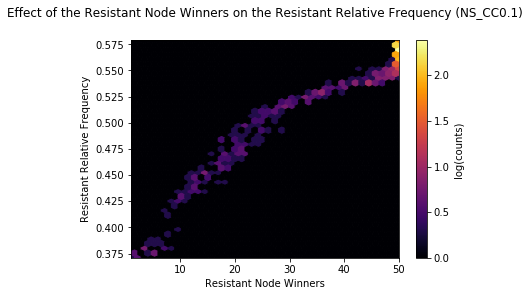 Effect of the Resistant Node Winners on the Resistant Relative Frequency (NS_CC0.1)
0.575
0.550
0.525
0.500
0.475
0.450
0.425
0.400
0.375
Resistant Relative Frequency
10 20 30 40 50
Resistant Node Winners
2.0
1.5
1.0
0.5
0.0
log(counts)